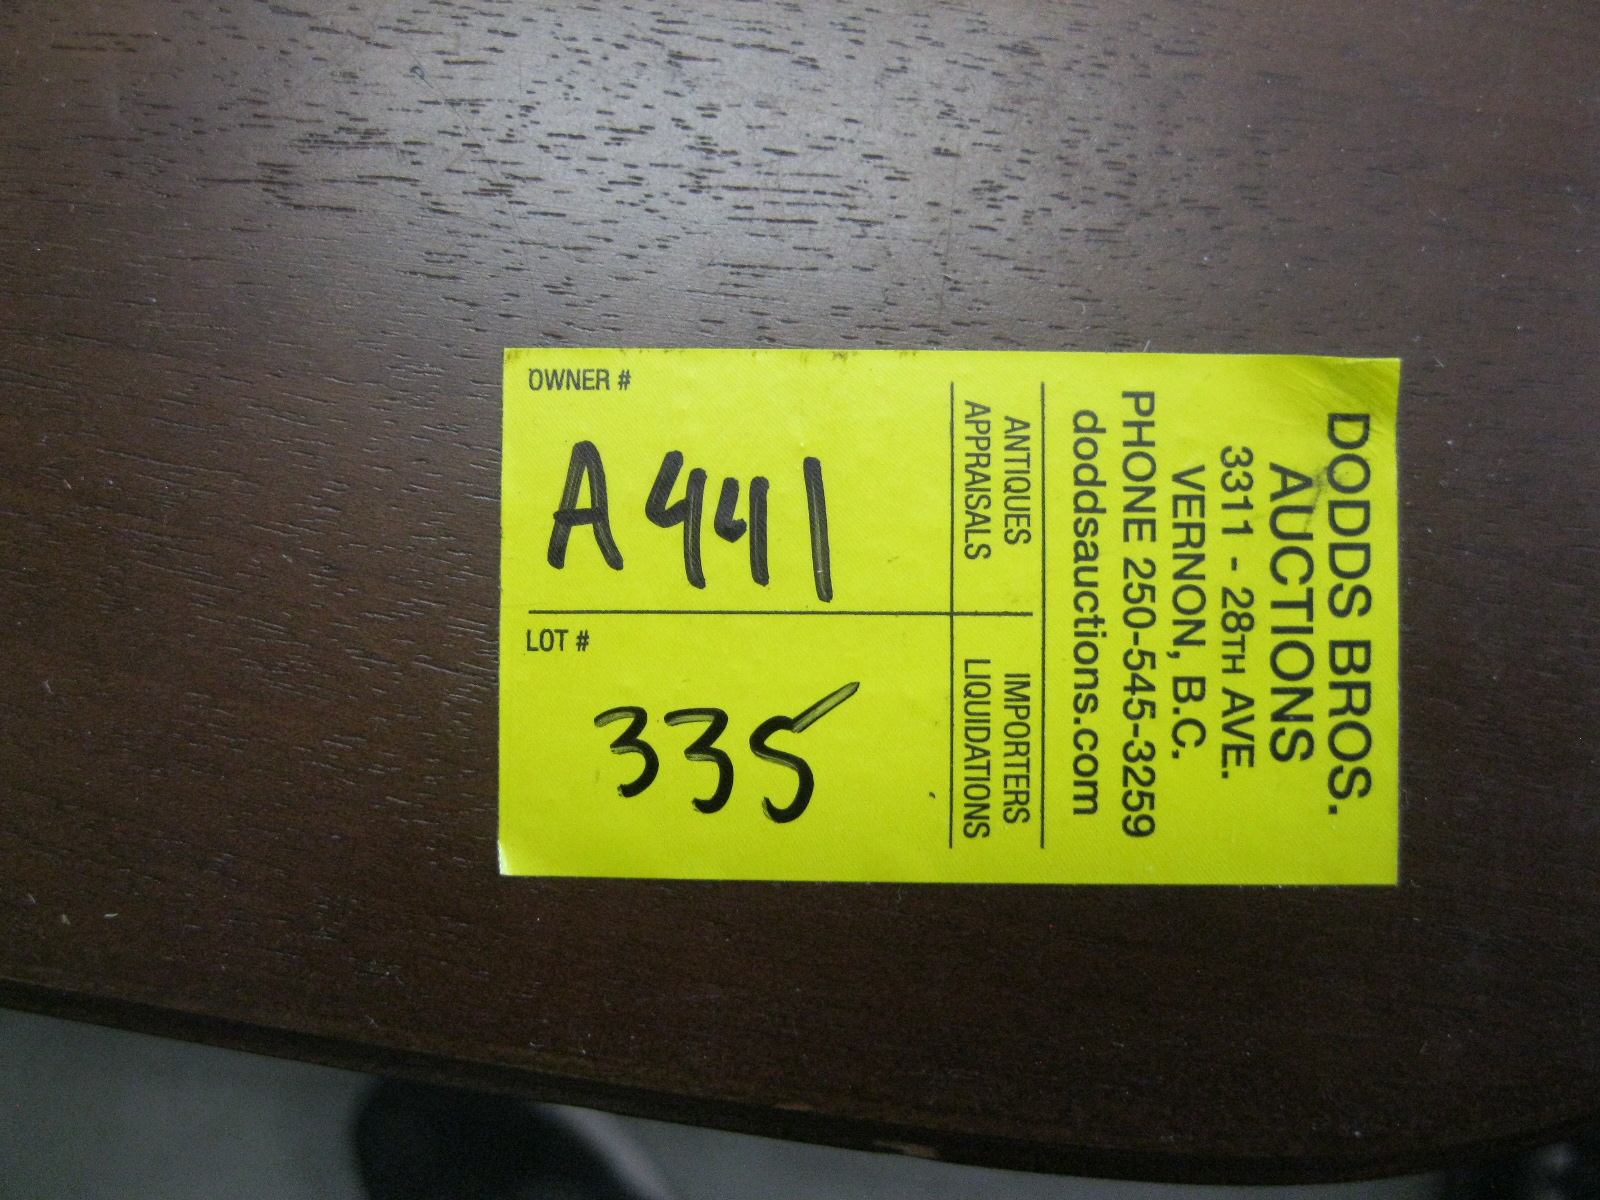 DODDS BROS.
AUCTIONS
3311 - 28TH AVE.
VERNON, B.C.
PHONE 250-545-3259
doddsauctions.com
ANTIQUES
APPRAISALS
IMPORTERS
LIQUIDATIONS
OWNER #
A441
LOT #
335